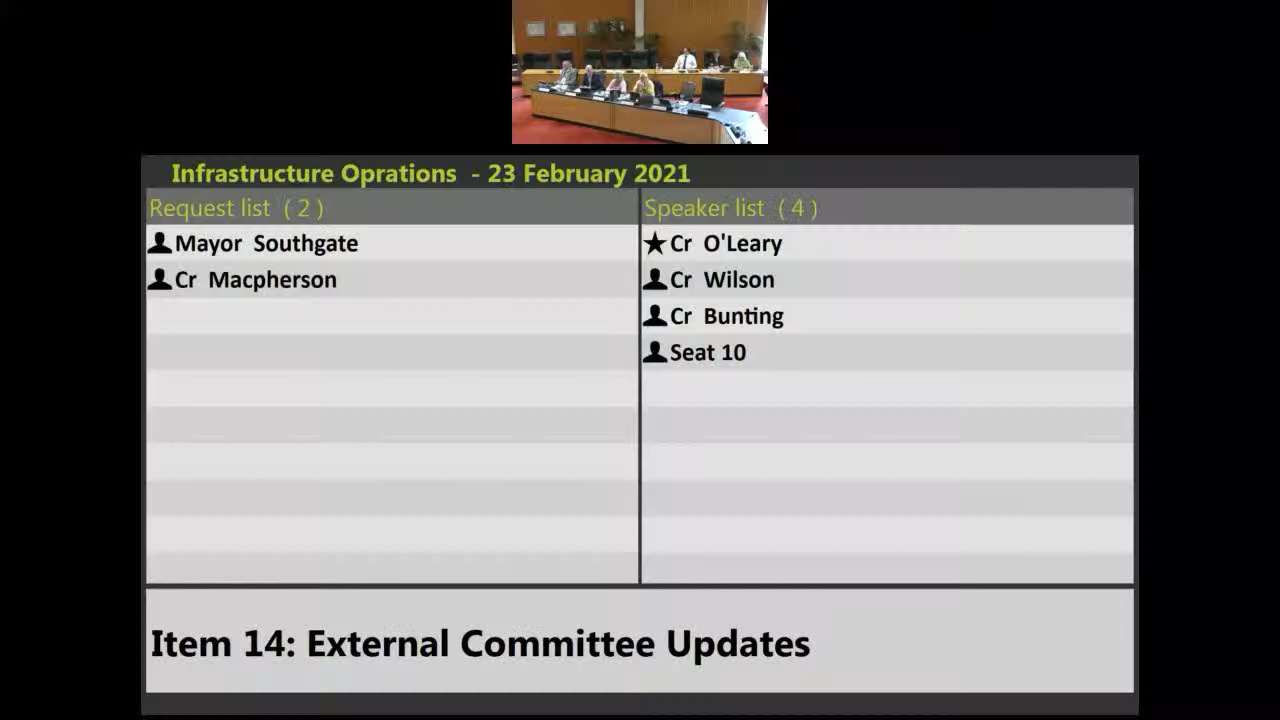 Infrastructure Oprations - 23 February 2021
Request list ( 2 )
Mayor Southgate
Cr Macpherson
Speaker list ( 4 )
Cr O'Leary
Cr Wilson
Cr Bunting
Seat 10
Item 14: External Committee Updates